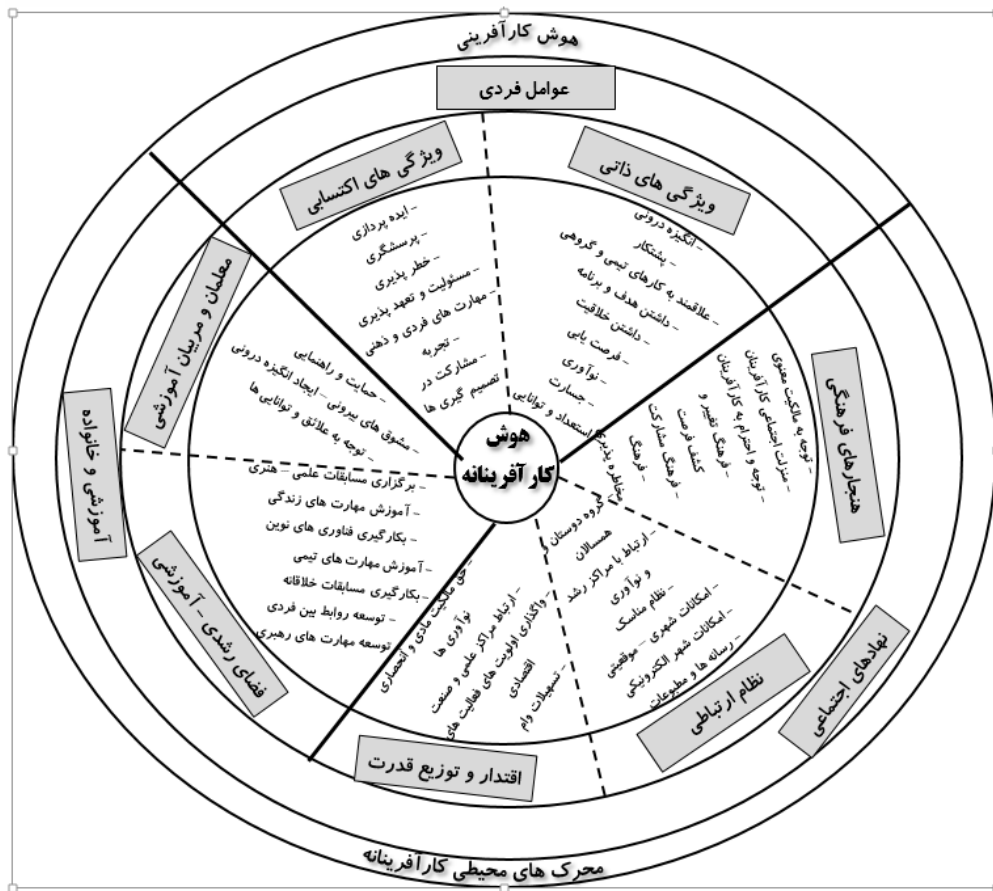 هوش کارآفرینی
عوامل فردی
ویژگی های ذاتی
- انگیزه درونی
- پشتکار
- علاقمند به کارهای تیمی و گروهی
- داشتن هدف و برنامه
- داشتن خلاقیت
- فرصت یابی
- نوآوری
- جسارت
استعداد و توانایی
ویژگی های اکتسابی
- ایده پردازی
- پرسشگری
- خطر پذیری
- مسئولیت و تعهد پذیری
- مهارت های فردی و ذهنی
- تجربه
- مشارکت در
تصمیم گیری ها
معلمان و مربیان آموزشی
- حمایت و راهنمایی
- مشوق های بیرونی - ایجاد انگیزه درونی
- توجه به علائق و توانایی ها
آموزشی و خانواده
فضای رشدی - آموزشی
- برگزاری مسابقات علمی - هنری
- آموزش مهارت های زندگی
- بکارگیری فناوری های نوین
- آموزش مهارت های تیمی
- بکارگیری مسابقات خلاقانه
- توسعه روابط بین فردی
توسعه مهارت های رهبری
هوش
کارآفرینانه
هنجارهای فرهنگی
- توجه به مالکیت معنوی
- منزلت اجتماعی کارآفرینان
- توجه و احترام به کارآفرینان
- فرهنگ تغییر و
کشف فرصت
- فرهنگ مشارکت
- فرهنگ
مخاطره پذیری
نهادهای اجتماعی
نظام ارتباطی
گروه دوستان و
همسالان
- ارتباط با مراکز رشد
و نوآوری
- نظام مناسک
- امکانات شهری - موقعیتی
- امکانات شهر الکترونیکی
- رسانه ها و مطبوعات
اقتدار و توزیع قدرت
- حق مالکیت مادی و انحصاری
نوآوری ها
- ارتباط مراکز علمی و صنعت
- واگذاری اولویت های فعالیت های
اقتصادی
- تسهیلات وام
محرک های محیطی کارآفرینانه